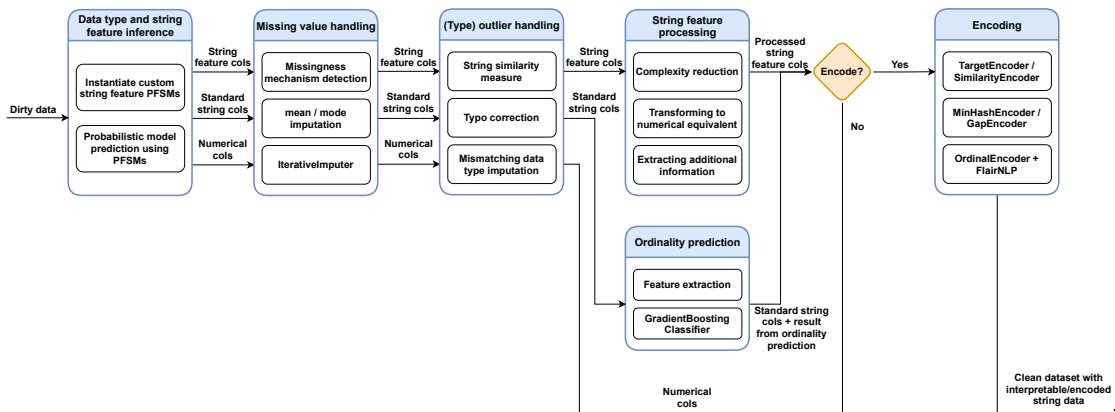 Dirty data
Data type and string
feature inference
Instantiate custom
string feature PFSMs
Probabilistic model
prediction using
PFSMs
String
feature cols
Standard
string cols
Numerical
cols
Missing value handling
Missingness
mechanism detection
mean / mode
imputation
IterativeImputer
String
feature cols
Standard
string cols
Numerical
cols
(Type) outlier handling
String similarity
measure
Typo correction
Mismatching data
type imputation
String
feature cols
Standard
string cols
String feature
processing
Complexity reduction
Transforming to
numerical equivalent
Extracting additional
information
Processed
string
feature cols
Ordinality prediction
Feature extraction
GradientBoosting
Classifier
Standard string
cols + result
from ordinality
prediction
Numerical
cols
Encode?
Yes
No
Encoding
TargetEncoder /
SimilarityEncoder
MinHashEncoder /
GapEncoder
OrdinalEncoder +
FlairNLP
Clean dataset with
interpretable/encoded
string data